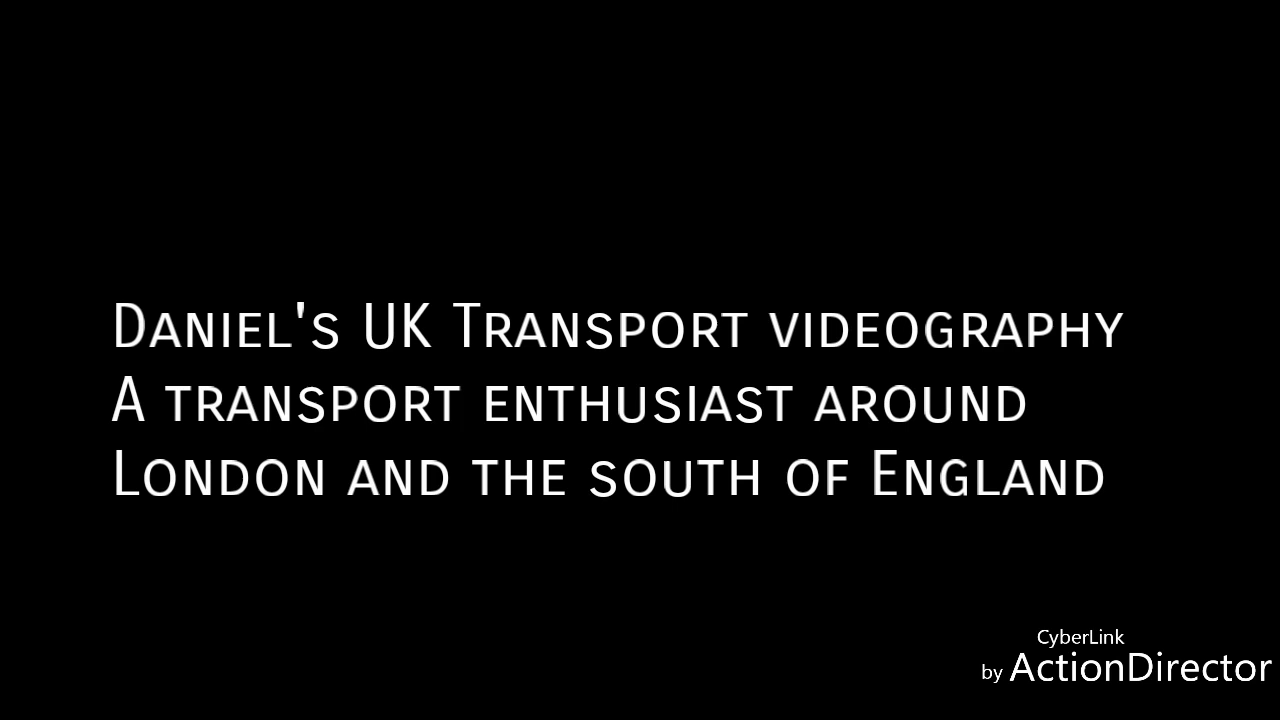 Daniel's UK Transport videography
A transport enthusiast around
London and the south of England
CyberLink
by ActionDirector